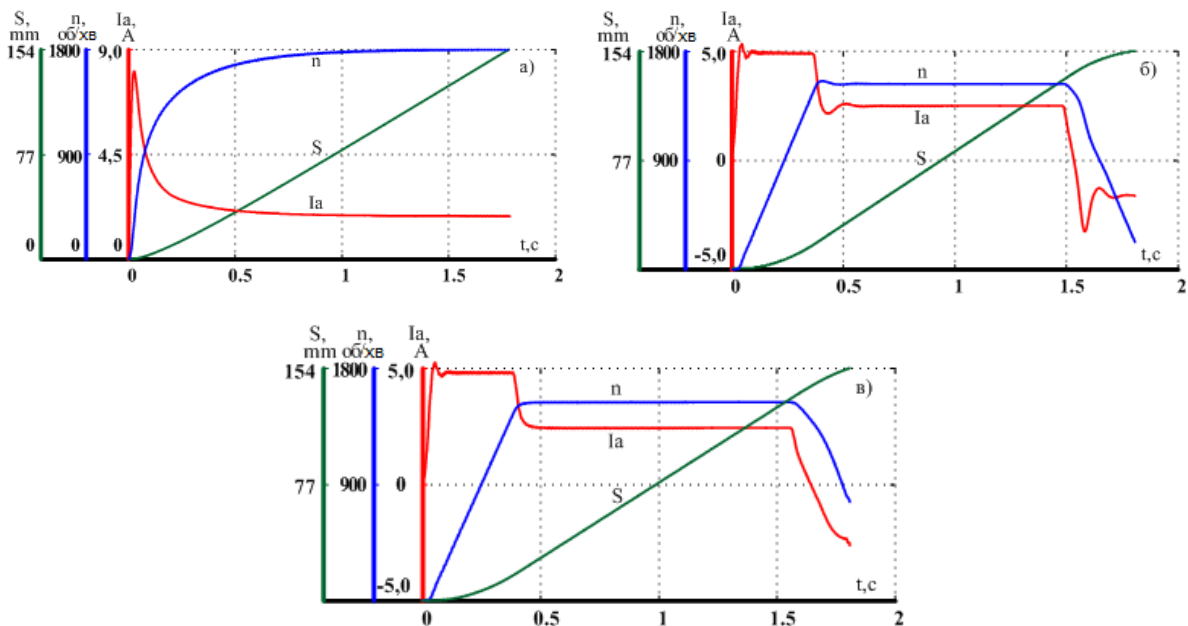 S, n, Ia,
mm об/хв А
154 1800 9,0
n
а)
77 900 4,5
S
Ia
0 0 0
t,c
0 0.5 1 1.5 2
S, n, Ia,
mm об/хв А
154 1800 5,0
n
б)
Ia
77 900 0
S
-5,0
t,c
0 0.5 1 1.5 2
S, n, Ia,
mm об/хв А
154 1800 5,0
n
в)
Ia
77 900 0
S
-5,0
t,c
0 0.5 1 1.5 2